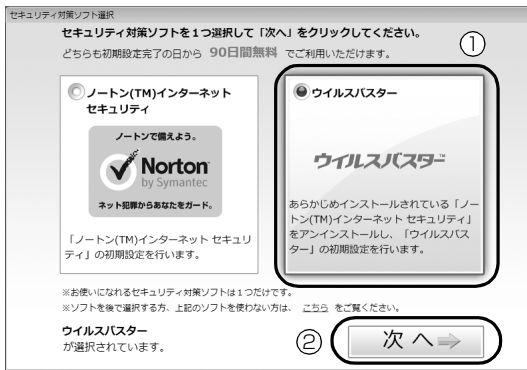 セキュリティ対策ソフト選択
セキュリティ対策ソフトを1つ選択して「次へ」をクリックしてください。
どちらも初期設定完了の日から 90日間無料 でご利用いただけます。
①
ノートン(TM)インターネット
セキュリティ
ノートンで備えよう。
Norton
by Symantec
ネット犯罪からあなたをガード。
「ノートン(TM)インターネット セキュリ
ティ」の初期設定を行います。
ウイルスバスター
ウイルスバスター™
あらかじめインストールされている「ノー
トン(TM)インターネット セキュリティ」
をアンインストールし、「ウイルスバス
ター」の初期設定を行います。
※お使いになれるセキュリティ対策ソフトは1つだけです。
※ソフトを後で選択する方、上記のソフトを使わない方は、 こちら をご覧ください。
ウイルスバスター
が選択されています。
②
次 へ